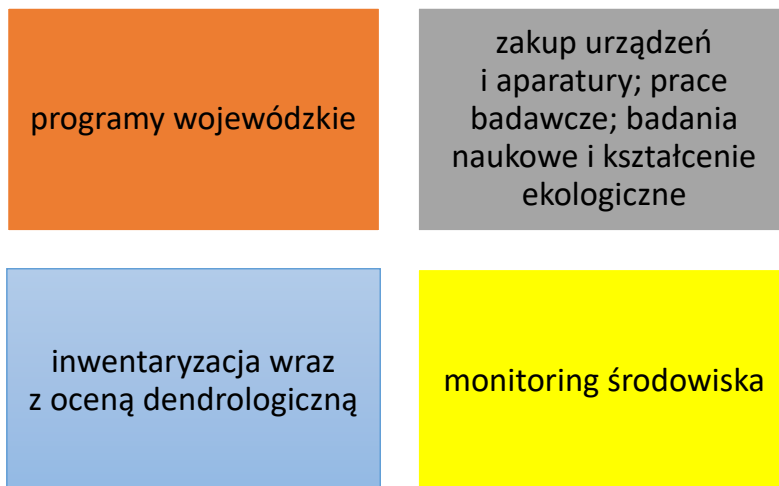 programy wojewódzkie
zakup urządzeń
i aparatury; prace
badawcze; badania
naukowe i kształcenie
ekologiczne
inwentaryzacja wraz
z oceną dendrologiczną
monitoring środowiska